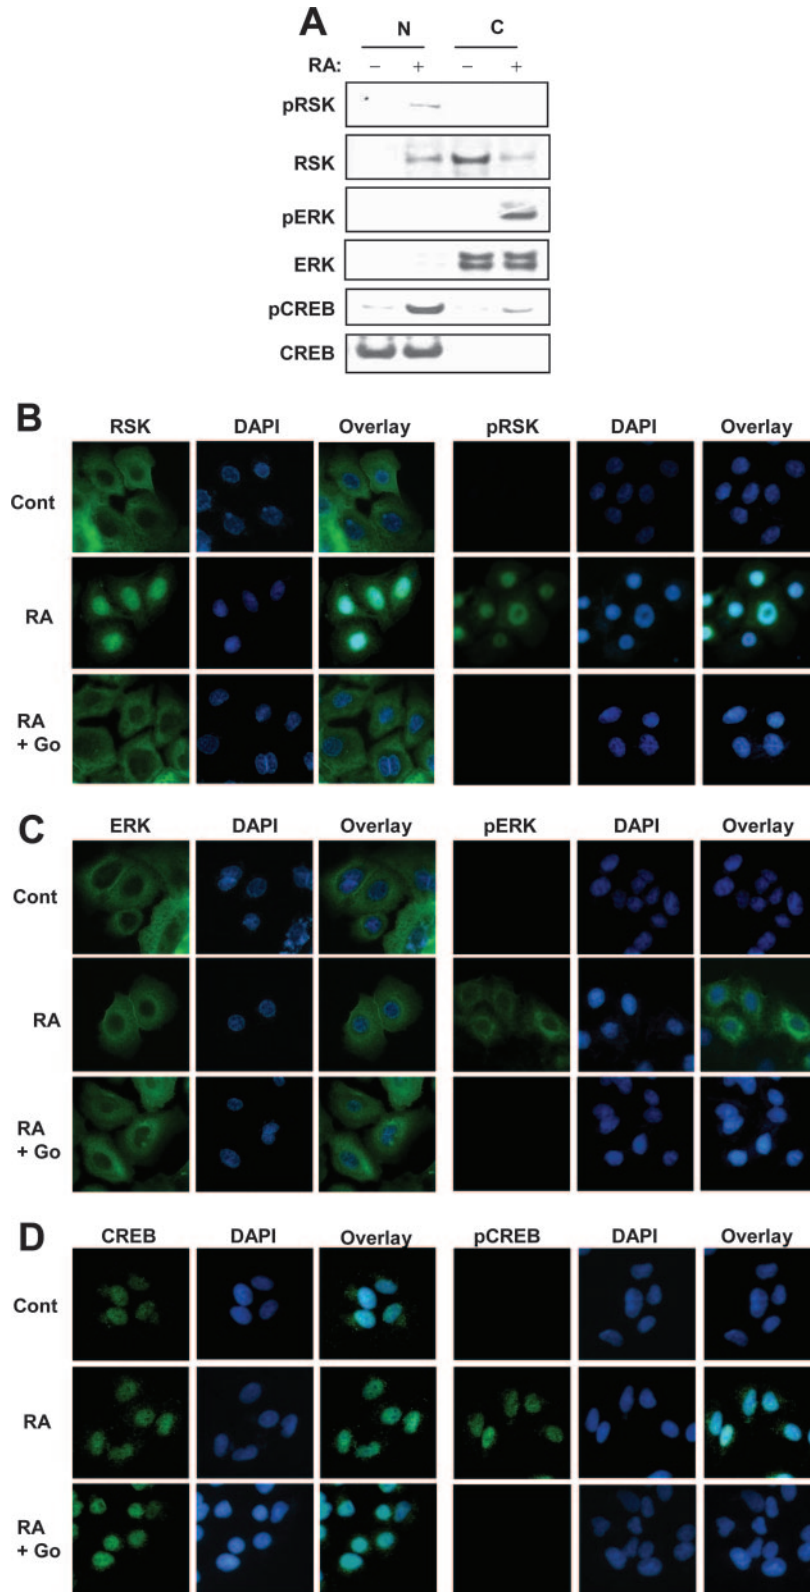 A
N C
RA: – + – +
pRSK
RSK
pERK
ERK
pCREB
CREB
B
RSK DAPI Overlay pRSK DAPI Overlay
Cont
RA
RA
+ Go
C
ERK DAPI Overlay pERK DAPI Overlay
Cont
RA
RA
+ Go
D
CREB DAPI Overlay pCREB DAPI Overlay
Cont
RA
RA
+ Go